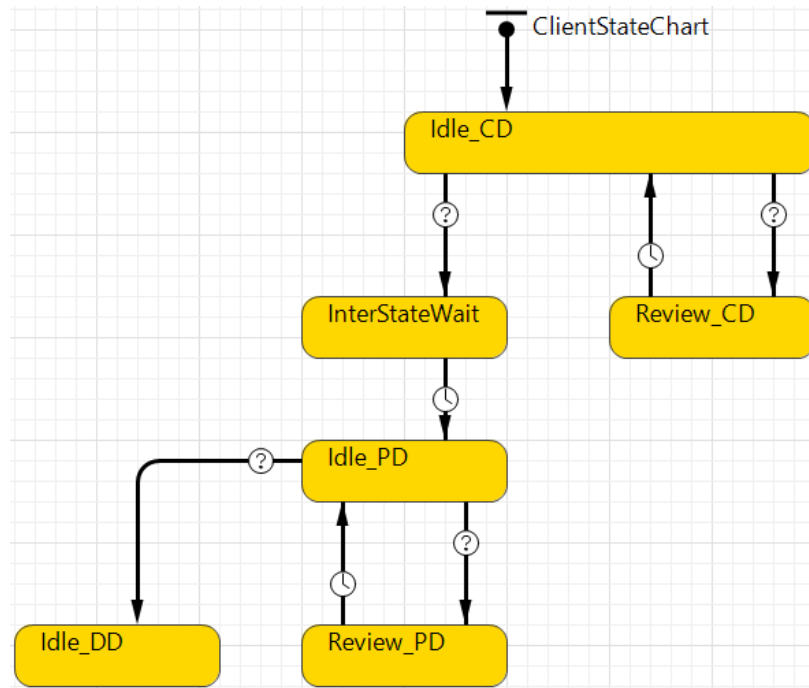 ClientStateChart
Idle_CD
?
?
InterStateWait
Review_CD
Idle_PD
?
?
Idle_DD
Review_PD